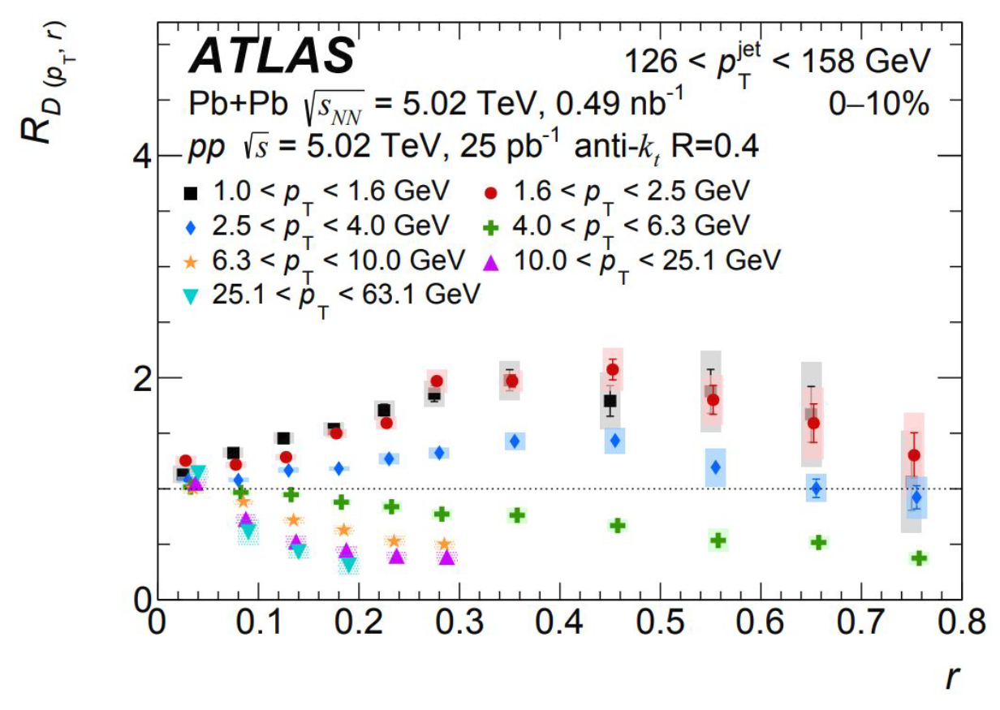 R_D (p_T, r)
ATLAS 126 < p_T^jet < 158 GeV
Pb+Pb √s_NN = 5.02 TeV, 0.49 nb⁻¹ 0–10%
pp √s = 5.02 TeV, 25 pb⁻¹ anti-k_t R=0.4
1.0 < p_T < 1.6 GeV 1.6 < p_T < 2.5 GeV
2.5 < p_T < 4.0 GeV 4.0 < p_T < 6.3 GeV
6.3 < p_T < 10.0 GeV 10.0 < p_T < 25.1 GeV
25.1 < p_T < 63.1 GeV
4
2
0
0 0.1 0.2 0.3 0.4 0.5 0.6 0.7 0.8
r